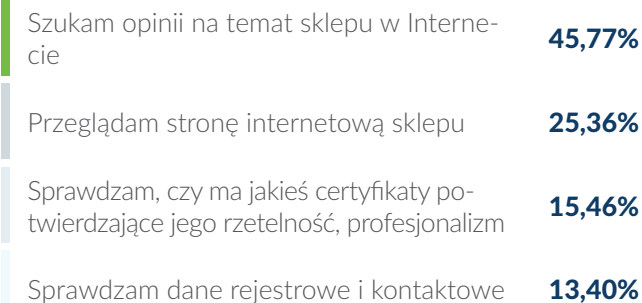 Szukam opinii na temat sklepu w Interne-
cie
45,77%
Przeglądam stronę internetową sklepu 25,36%
Sprawdzam, czy ma jakieś certyfikaty po-
twierdzające jego rzetelność, profesjonalizm
15,46%
Sprawdzam dane rejestrowe i kontaktowe 13,40%